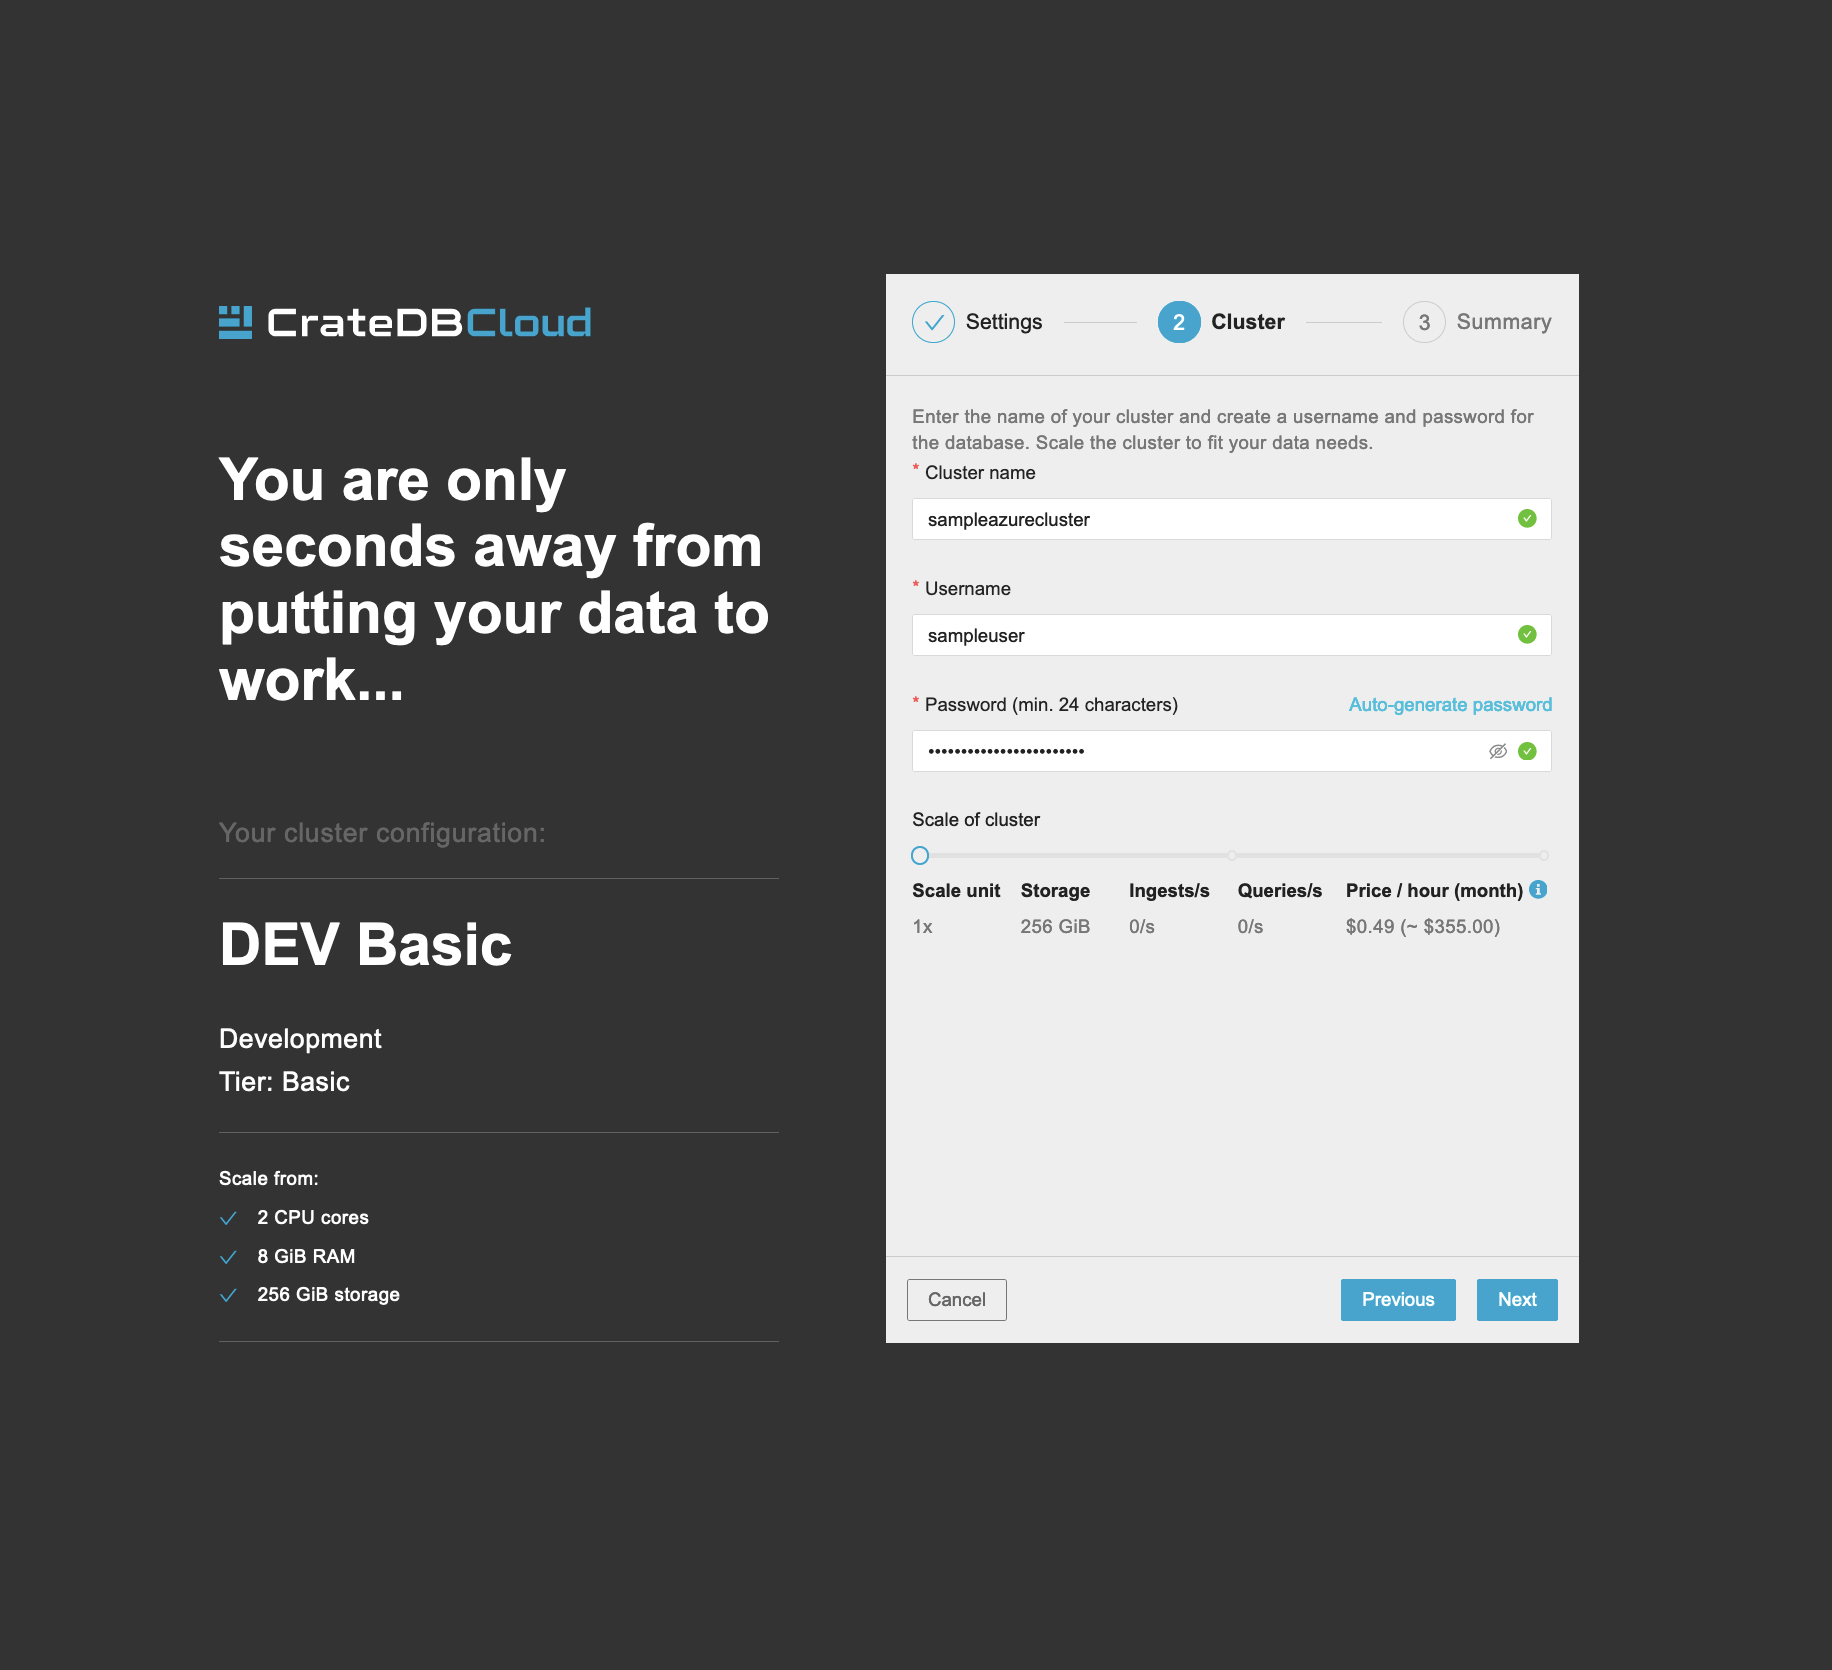 CrateDBCloud
You are only
seconds away from
putting your data to
work...
Your cluster configuration:
DEV Basic
Development
Tier: Basic
Scale from:
2 CPU cores
8 GiB RAM
256 GiB storage
Settings
2 Cluster
3 Summary
Enter the name of your cluster and create a username and password for
the database. Scale the cluster to fit your data needs.
* Cluster name
sampleazurecluster
* Username
sampleuser
* Password (min. 24 characters) Auto-generate password
••••••••••••••••••••••••
Scale of cluster
Scale unit Storage Ingests/s Queries/s Price / hour (month)
1x 256 GiB 0/s 0/s $0.49 (~ $355.00)
Cancel Previous Next